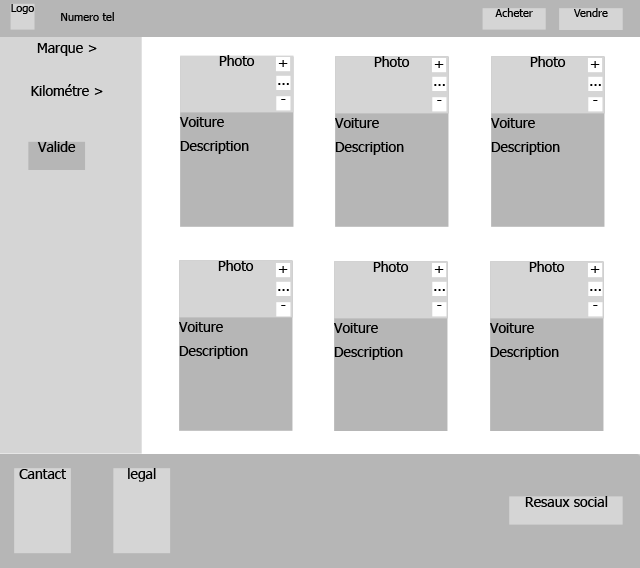 Logo
Numero tel
Acheter
Vendre
Marque >
Kilométre >
Valide
Photo
+
...
-
Voiture
Description
Photo
+
...
-
Voiture
Description
Photo
+
...
-
Voiture
Description
Photo
+
...
-
Voiture
Description
Photo
+
...
-
Voiture
Description
Photo
+
...
-
Voiture
Description
Cantact
legal
Resaux social